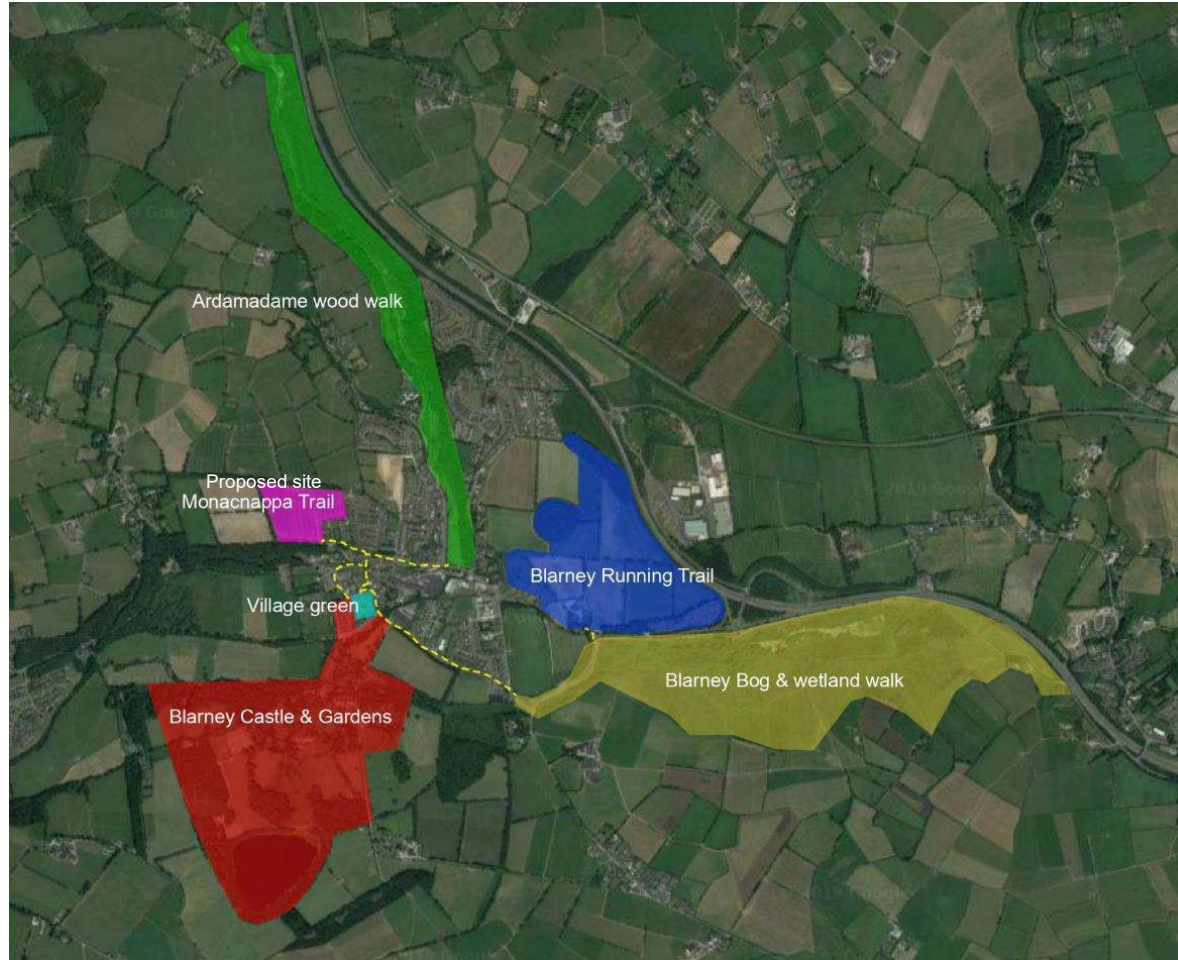 Ardamadame wood walk
Proposed site
Monacnappa Trail
Blarney Running Trail
Village green
Blarney Bog & wetland walk
Blarney Castle & Gardens